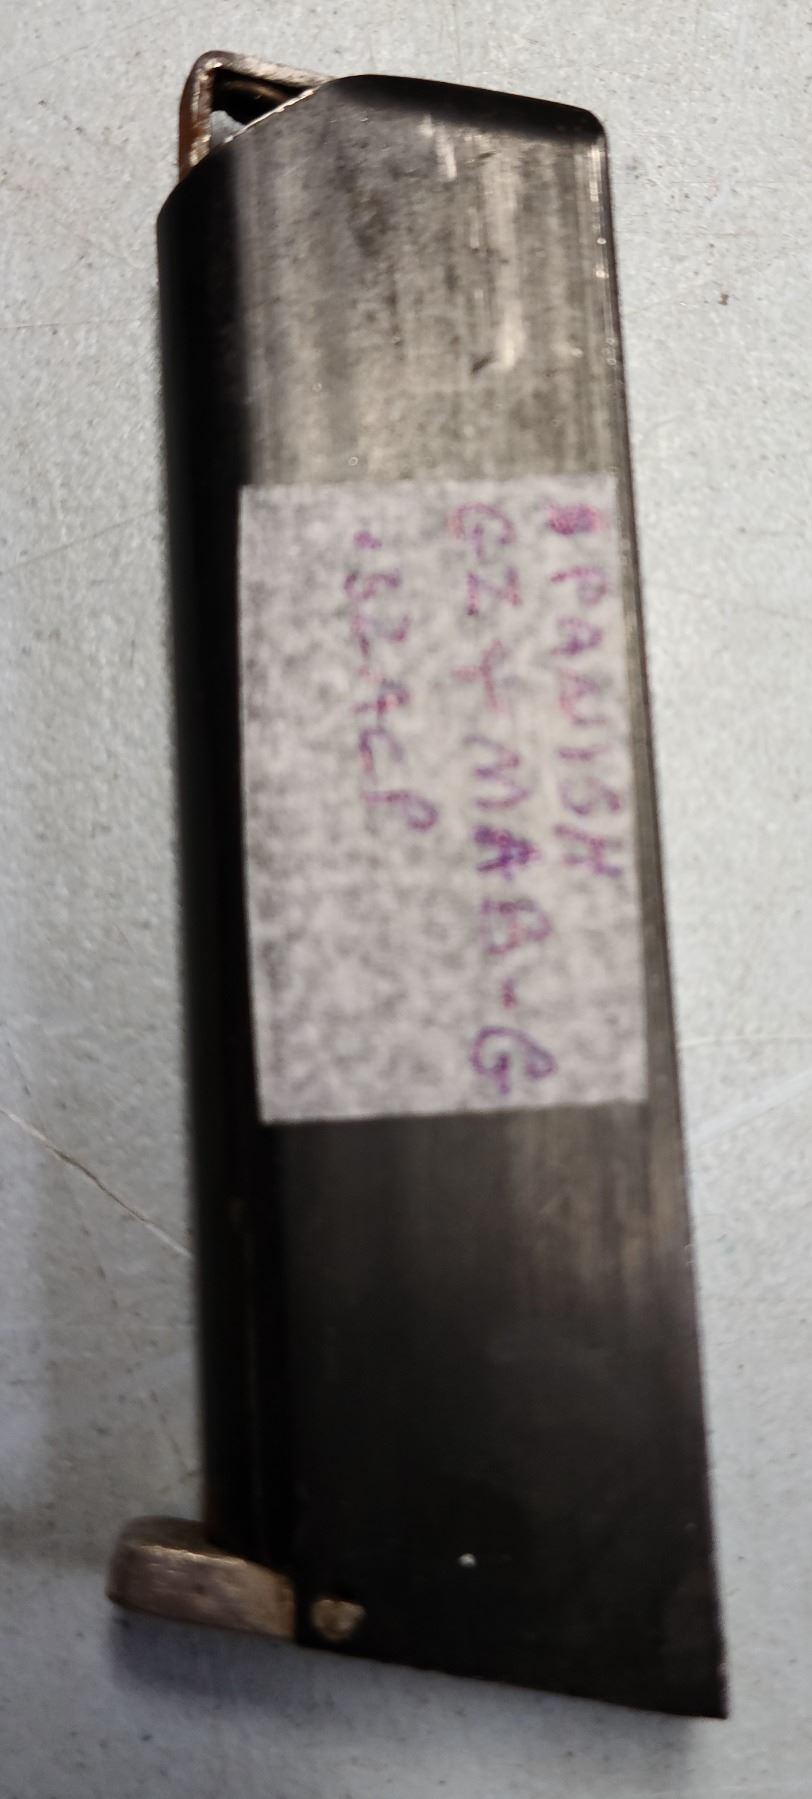 SPANISH
GZ & MAB-G
.32 ACP